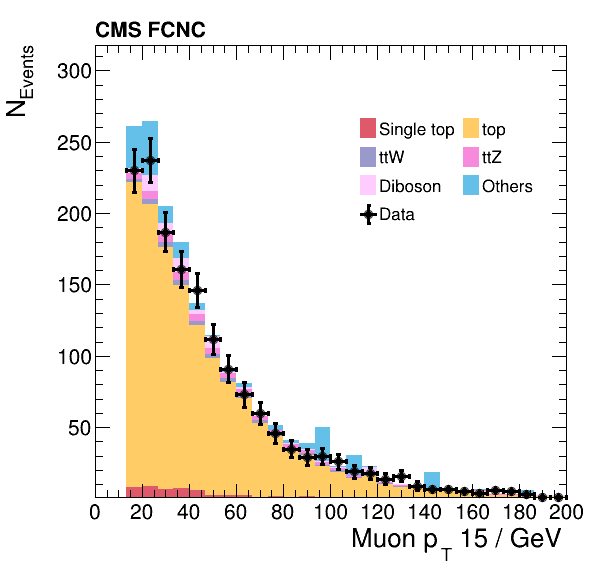 CMS FCNC
N_Events
300
250
200
150
100
50
Single top
top
ttW
ttZ
Diboson
Others
Data
0 20 40 60 80 100 120 140 160 180 200
Muon p_T 15 / GeV